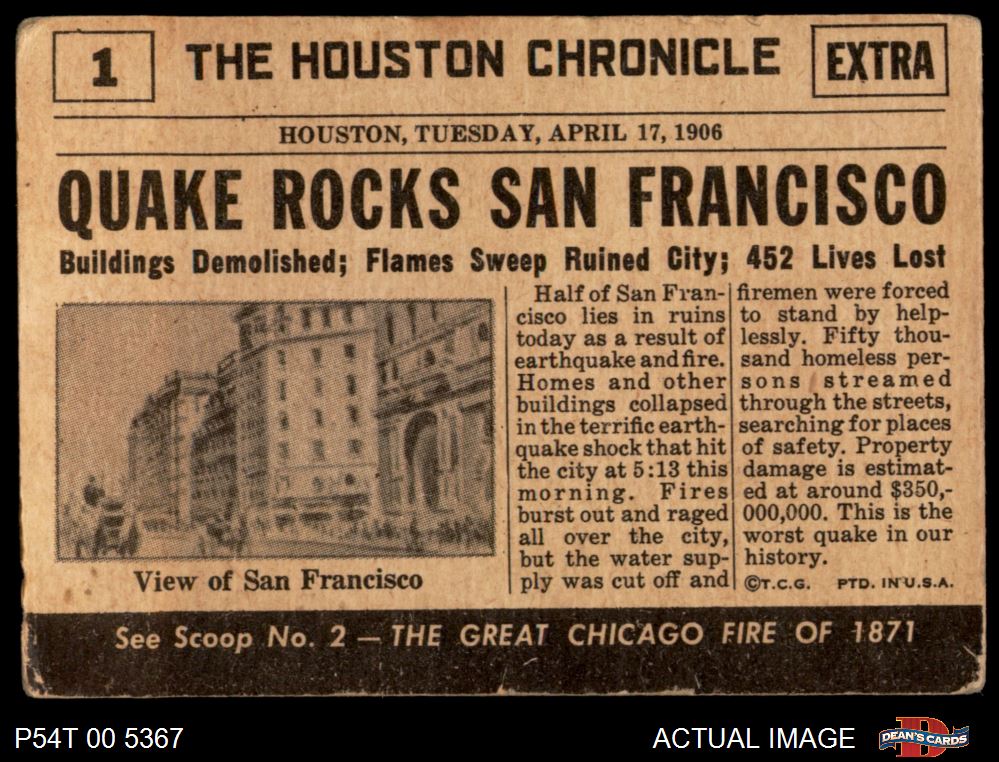 1
THE HOUSTON CHRONICLE
EXTRA
HOUSTON, TUESDAY, APRIL 17, 1906
QUAKE ROCKS SAN FRANCISCO
Buildings Demolished; Flames Sweep Ruined City; 452 Lives Lost
View of San Francisco
Half of San Fran-
cisco lies in ruins
today as a result of
earthquake and fire.
Homes and other
buildings collapsed
in the terrific earth-
quake shock that hit
the city at 5:13 this
morning. Fires
burst out and raged
all over the city,
but the water sup-
ply was cut off and
firemen were forced
to stand by help-
lessly. Fifty thou-
sand homeless per-
sons streamed
through the streets,
searching for places
of safety. Property
damage is estimat-
ed at around $350,-
000,000. This is the
worst quake in our
history.
©T.C.G. PTD. IN U.S.A.
See Scoop No. 2 — THE GREAT CHICAGO FIRE OF 1871
P54T 00 5367
ACTUAL IMAGE
D
DEAN'S CARDS